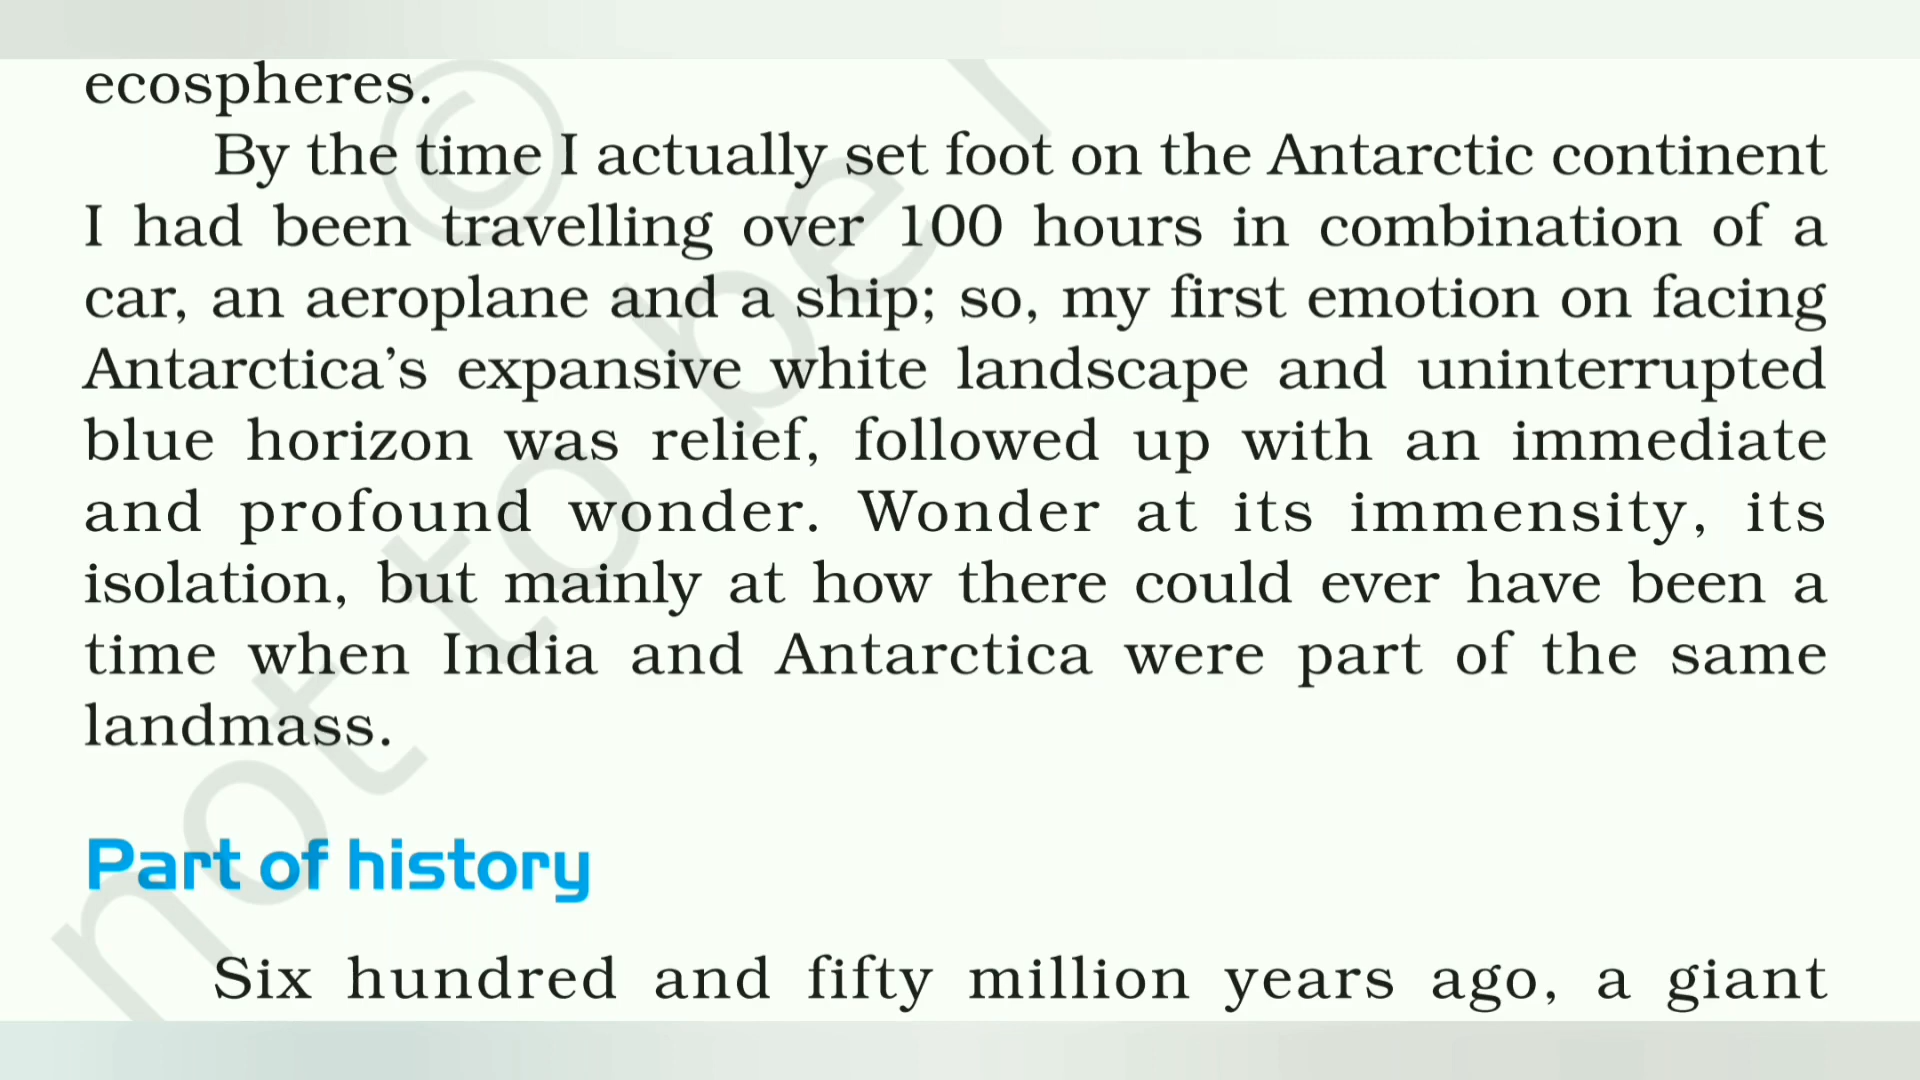 ecospheres.
By the time I actually set foot on the Antarctic continent
I had been travelling over 100 hours in combination of a
car, an aeroplane and a ship; so, my first emotion on facing
Antarctica's expansive white landscape and uninterrupted
blue horizon was relief, followed up with an immediate
and profound wonder. Wonder at its immensity, its
isolation, but mainly at how there could ever have been a
time when India and Antarctica were part of the same
landmass.
Part of history
Six hundred and fifty million years ago, a giant
©
not to be r